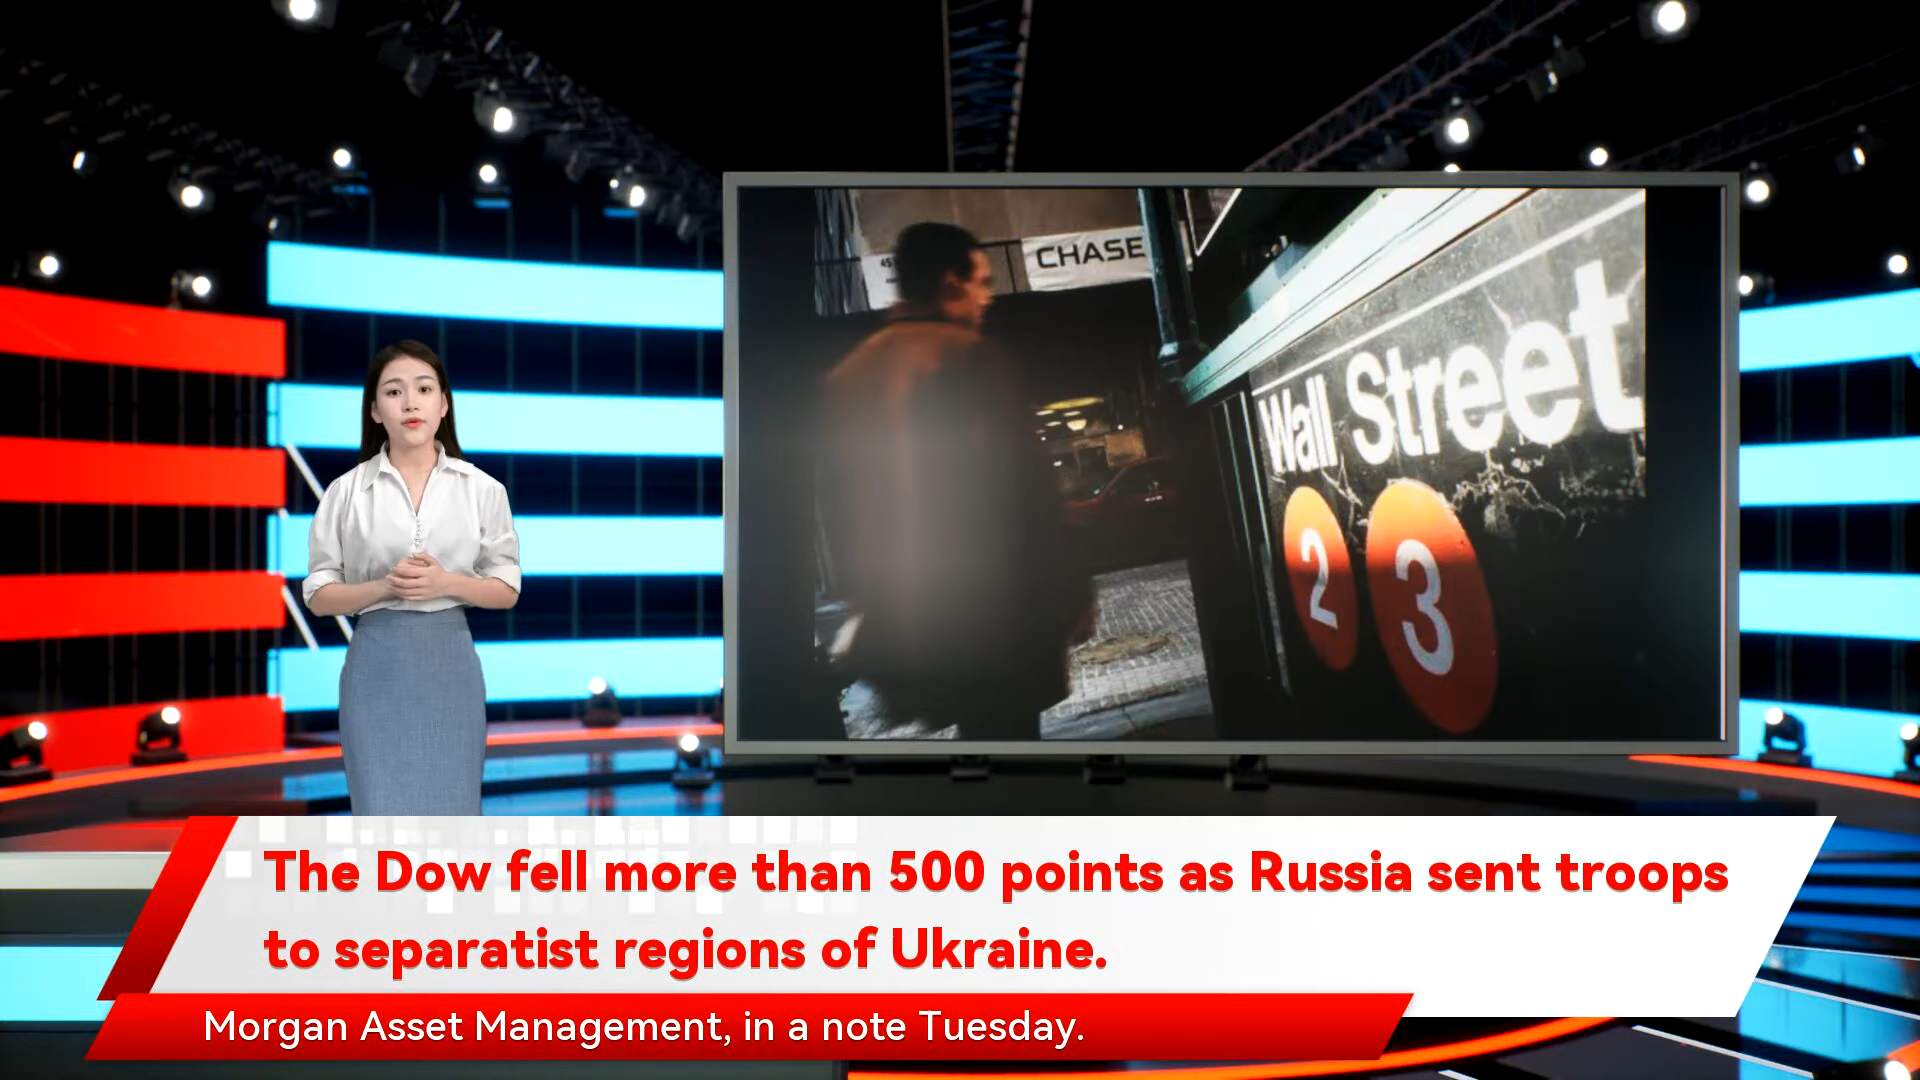 CHASE
45
Wall Street
2 3
The Dow fell more than 500 points as Russia sent troops
to separatist regions of Ukraine.
Morgan Asset Management, in a note Tuesday.